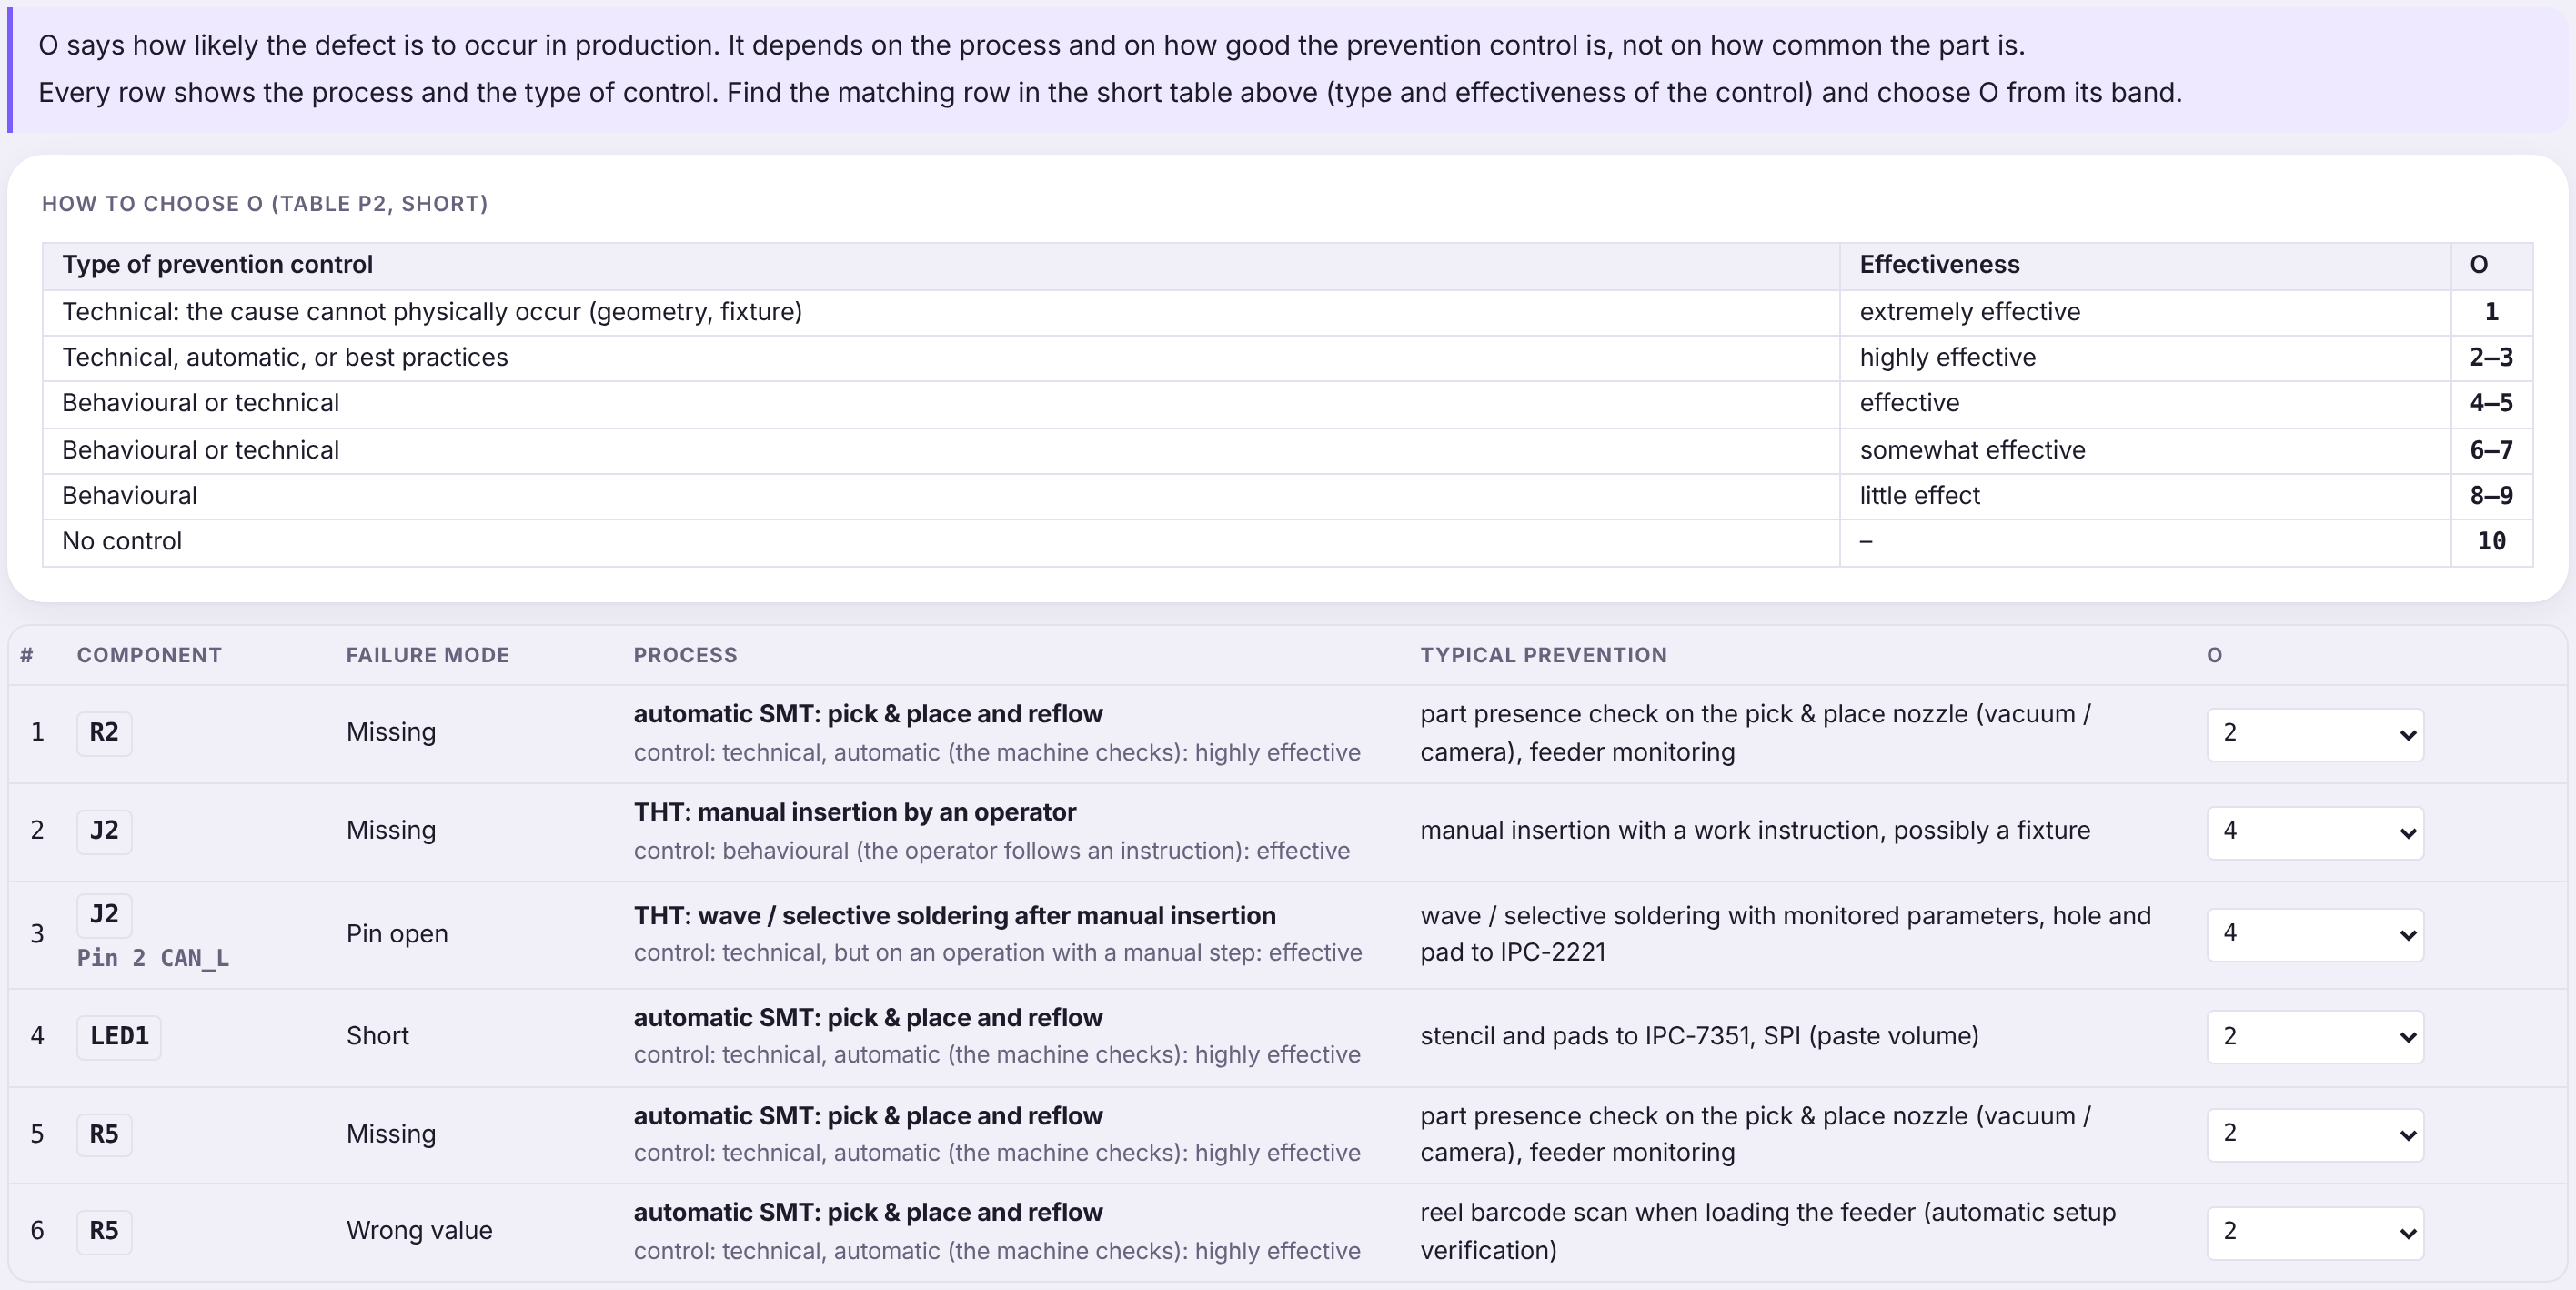 O says how likely the defect is to occur in production. It depends on the process and on how good the prevention control is, not on how common the part is.
Every row shows the process and the type of control. Find the matching row in the short table above (type and effectiveness of the control) and choose O from its band.
HOW TO CHOOSE O (TABLE P2, SHORT)
Type of prevention control Effectiveness O
Technical: the cause cannot physically occur (geometry, fixture) extremely effective 1
Technical, automatic, or best practices highly effective 2–3
Behavioural or technical effective 4–5
Behavioural or technical somewhat effective 6–7
Behavioural little effect 8–9
No control – 10
# COMPONENT FAILURE MODE PROCESS TYPICAL PREVENTION O
1 R2 Missing automatic SMT: pick & place and reflow
control: technical, automatic (the machine checks): highly effective
part presence check on the pick & place nozzle (vacuum /
camera), feeder monitoring
2
2 J2 Missing THT: manual insertion by an operator
control: behavioural (the operator follows an instruction): effective
manual insertion with a work instruction, possibly a fixture
4
3 J2
Pin 2 CAN_L
Pin open
THT: wave / selective soldering after manual insertion
control: technical, but on an operation with a manual step: effective
wave / selective soldering with monitored parameters, hole and
pad to IPC-2221
4
4 LED1 Short automatic SMT: pick & place and reflow
control: technical, automatic (the machine checks): highly effective
stencil and pads to IPC-7351, SPI (paste volume)
2
5 R5 Missing automatic SMT: pick & place and reflow
control: technical, automatic (the machine checks): highly effective
part presence check on the pick & place nozzle (vacuum /
camera), feeder monitoring
2
6 R5 Wrong value automatic SMT: pick & place and reflow
control: technical, automatic (the machine checks): highly effective
reel barcode scan when loading the feeder (automatic setup
verification)
2